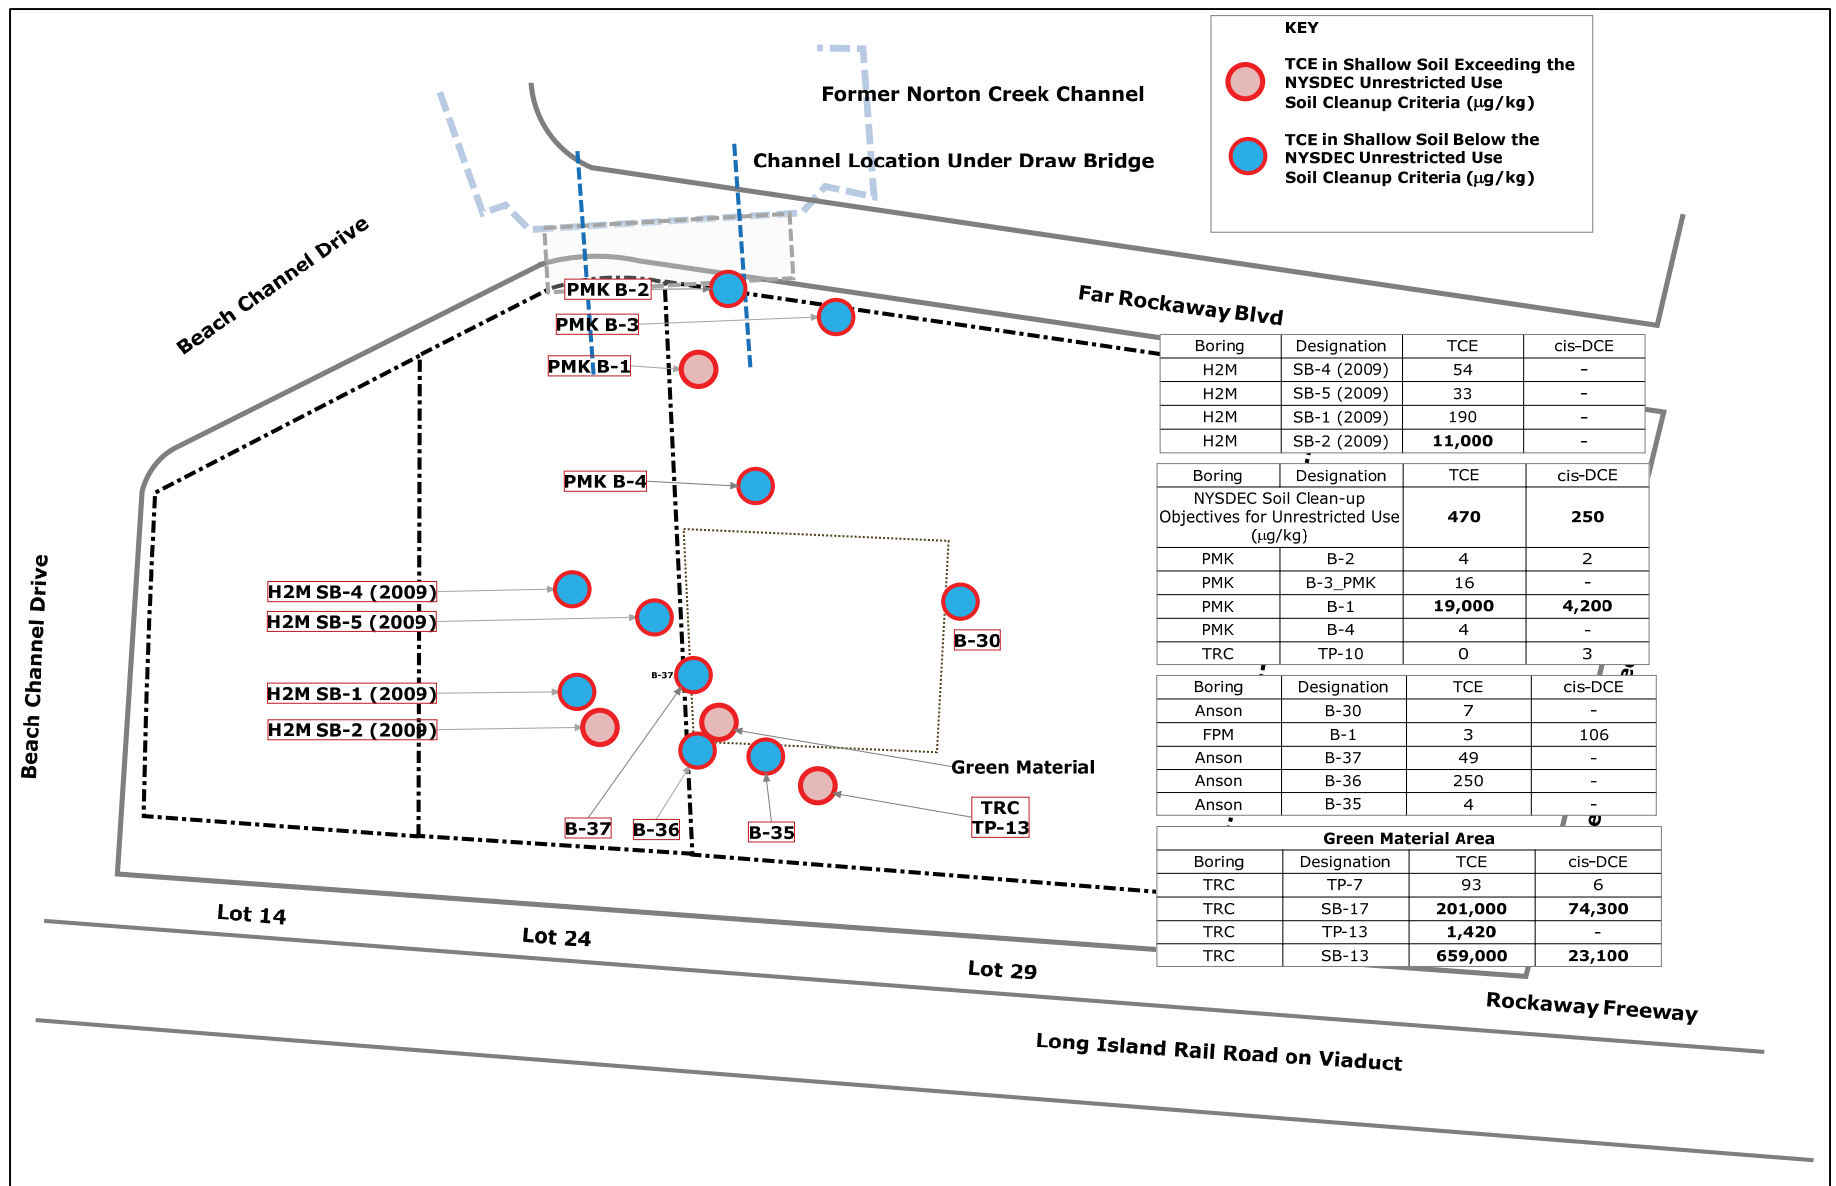 KEY
TCE in Shallow Soil Exceeding the
NYSDEC Unrestricted Use
Soil Cleanup Criteria (µg/kg)
TCE in Shallow Soil Below the
NYSDEC Unrestricted Use
Soil Cleanup Criteria (µg/kg)
Former Norton Creek Channel
Channel Location Under Draw Bridge
Beach Channel Drive
Far Rockaway Blvd
PMK B-2
PMK B-3
PMK B-1
PMK B-4
H2M SB-4 (2009)
H2M SB-5 (2009)
H2M SB-1 (2009)
H2M SB-2 (2009)
B-30
B-37
Green Material
TRC
TP-13
B-37
B-36
B-35
Beach Channel Drive
Boring Designation TCE cis-DCE
H2M SB-4 (2009) 54 -
H2M SB-5 (2009) 33 -
H2M SB-1 (2009) 190 -
H2M SB-2 (2009) 11,000 -
Boring Designation TCE cis-DCE
NYSDEC Soil Clean-up
Objectives for Unrestricted Use 470 250
(µg/kg)
PMK B-2 4 2
PMK B-3_PMK 16 -
PMK B-1 19,000 4,200
PMK B-4 4 -
TRC TP-10 0 3
Boring Designation TCE cis-DCE
Anson B-30 7 -
FPM B-1 3 106
Anson B-37 49 -
Anson B-36 250 -
Anson B-35 4 -
Green Material Area
Boring Designation TCE cis-DCE
TRC TP-7 93 6
TRC SB-17 201,000 74,300
TRC TP-13 1,420 -
TRC SB-13 659,000 23,100
Lot 14
Lot 24
Lot 29
Rockaway Freeway
Long Island Rail Road on Viaduct